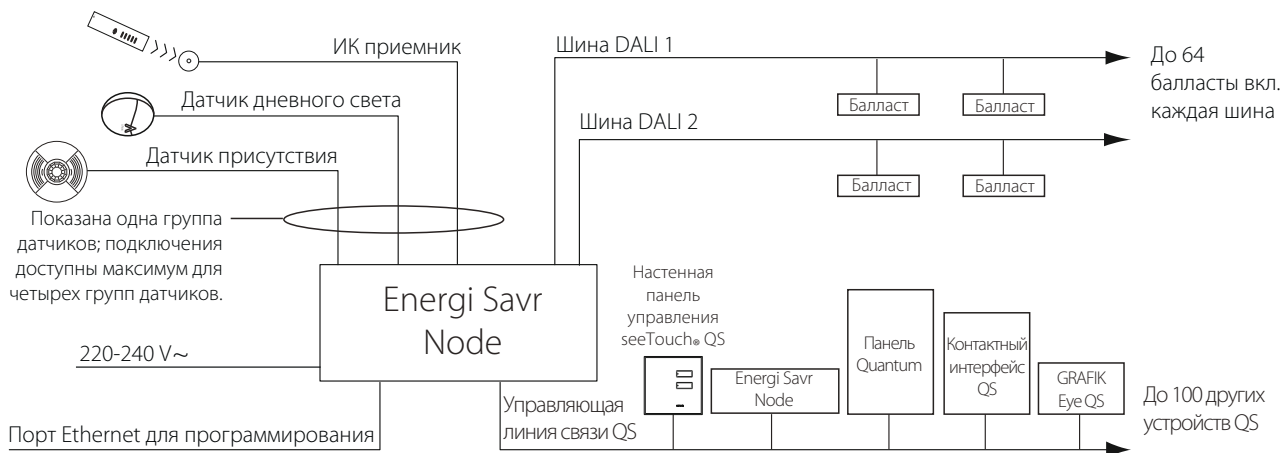 ИК приемник
Шина DALI 1
До 64
балласты вкл.
каждая шина
Датчик дневного света
Балласт
Балласт
Шина DALI 2
Датчик присутствия
Балласт
Балласт
Показана одна группа
датчиков; подключения
доступны максимум для
четырех групп датчиков.
Energi Savr
Node
Настенная
панель
управления
seeTouch® QS
220-240 V~
Панель
Quantum
Контактный
интерфейс
QS
Energi Savr
Node
GRAFIK
Eye QS
До 100 других
устройств QS
Управляющая
линия связи QS
Порт Ethernet для программирования